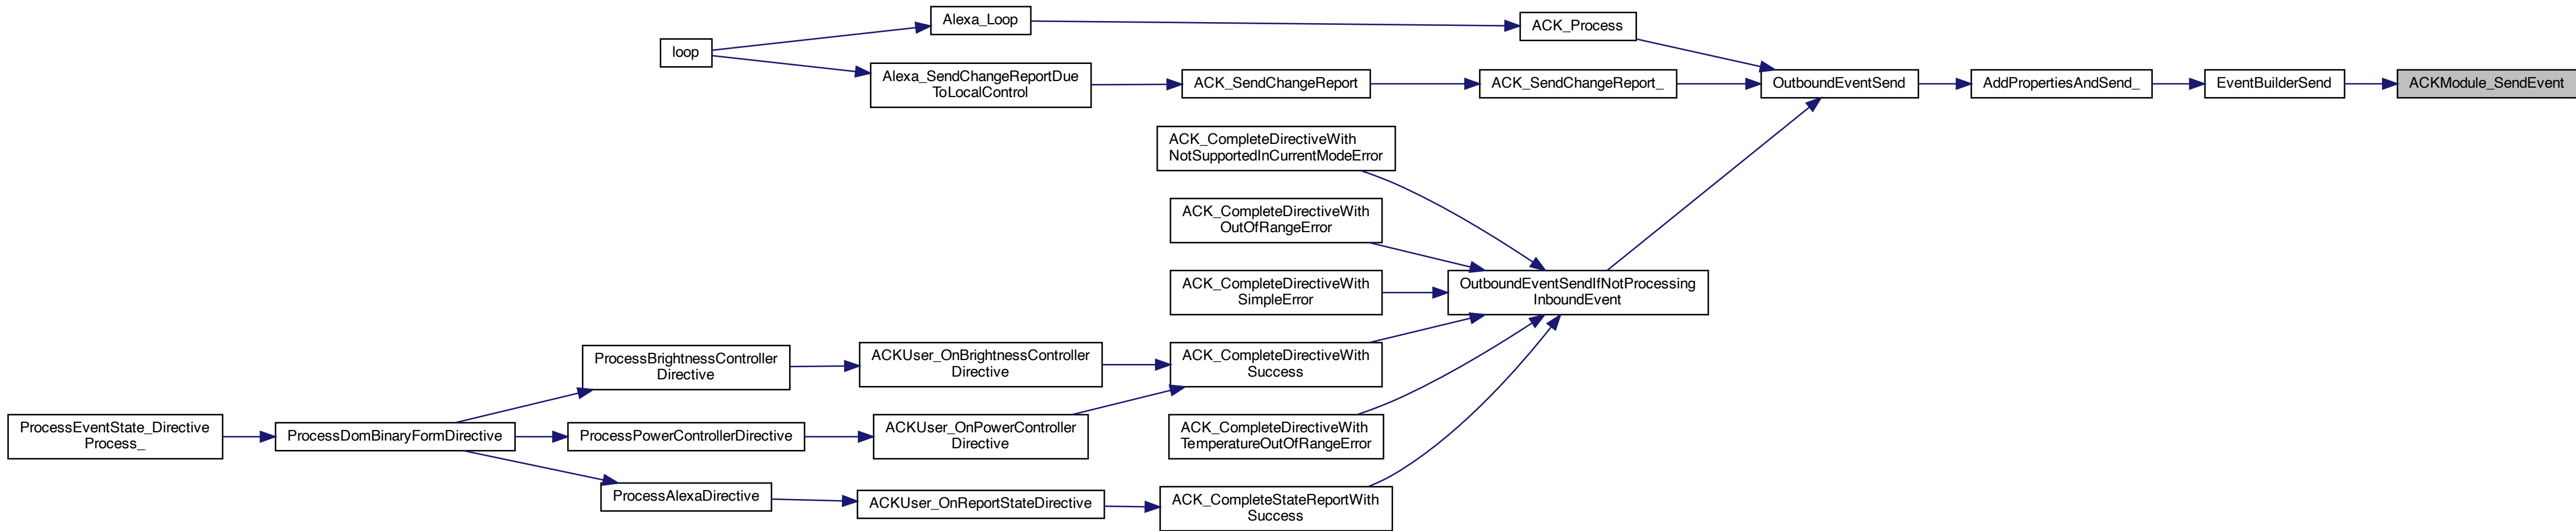 Alexa_Loop
ACK_Process
loop
Alexa_SendChangeReportDue
ToLocalControl
ACK_SendChangeReport
ACK_SendChangeReport_
OutboundEventSend
AddPropertiesAndSend_
EventBuilderSend
ACKModule_SendEvent
ACK_CompleteDirectiveWith
NotSupportedInCurrentModeError
ACK_CompleteDirectiveWith
OutOfRangeError
ACK_CompleteDirectiveWith
SimpleError
OutboundEventSendIfNotProcessing
InboundEvent
ProcessBrightnessController
Directive
ACKUser_OnBrightnessController
Directive
ACK_CompleteDirectiveWith
Success
ProcessEventState_Directive
Process_
ProcessDomBinaryFormDirective
ProcessPowerControllerDirective
ACKUser_OnPowerController
Directive
ACK_CompleteDirectiveWith
TemperatureOutOfRangeError
ProcessAlexaDirective
ACKUser_OnReportStateDirective
ACK_CompleteStateReportWith
Success